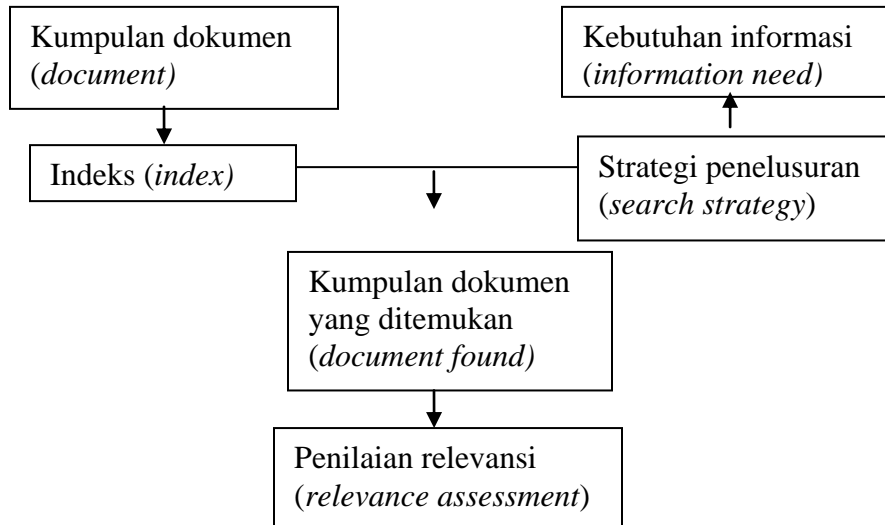 Kumpulan dokumen
(document)
Kebutuhan informasi
(information need)
Indeks (index)
Strategi penelusuran
(search strategy)
Kumpulan dokumen
yang ditemukan
(document found)
Penilaian relevansi
(relevance assessment)